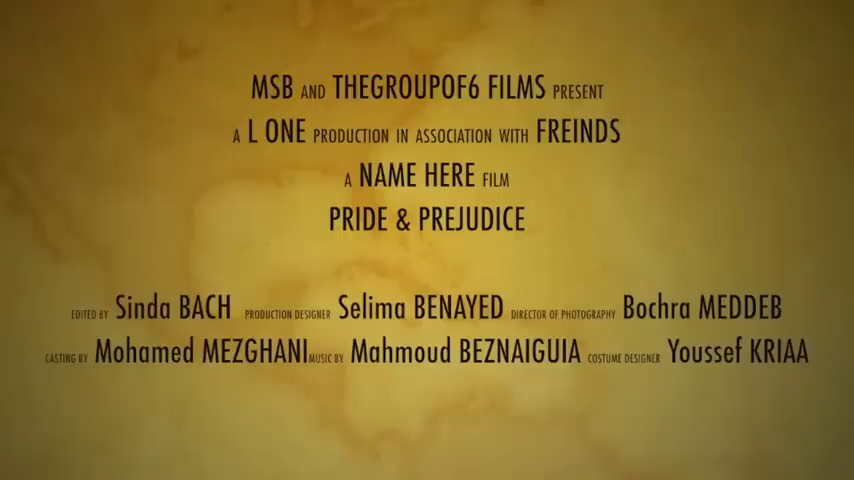 MSB AND THEGROUPOF6 FILMS PRESENT
A L ONE PRODUCTION IN ASSOCIATION WITH FREINDS
A NAME HERE FILM
PRIDE & PREJUDICE
EDITED BY Sinda BACH PRODUCTION DESIGNER Selima BENAYED DIRECTOR OF PHOTOGRAPHY Bochra MEDDEB
CASTING BY Mohamed MEZGHANI MUSIC BY Mahmoud BEZNAIGUIA COSTUME DESIGNER Youssef KRIAA